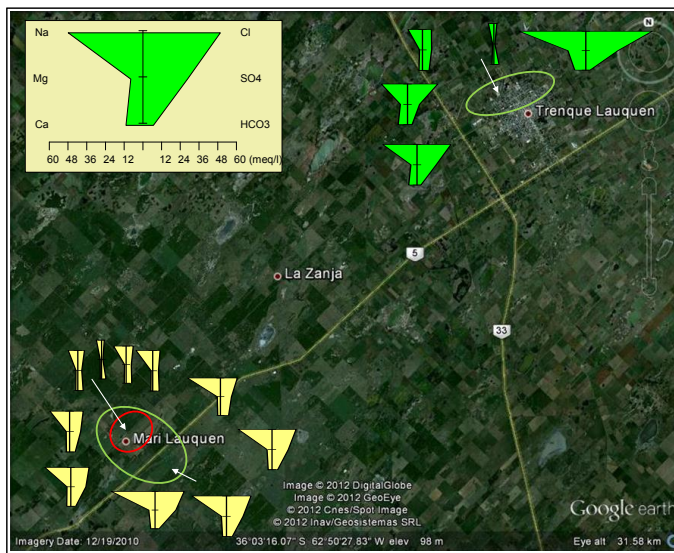 Na Cl
Mg SO4
Ca HCO3
60 48 36 24 12 12 24 36 48 60 (meq/l)
N
Trenque Lauquen
5
La Zanja
33
Mari Lauquen
Image © 2012 DigitalGlobe
Image © 2012 GeoEye
© 2012 Cnes/Spot Image
© 2012 Inav/Geosistemas SRL
Google earth
Imagery Date: 12/19/2010 36°03'16.07" S 62°50'27.83" W elev 98 m Eye alt 31.58 km